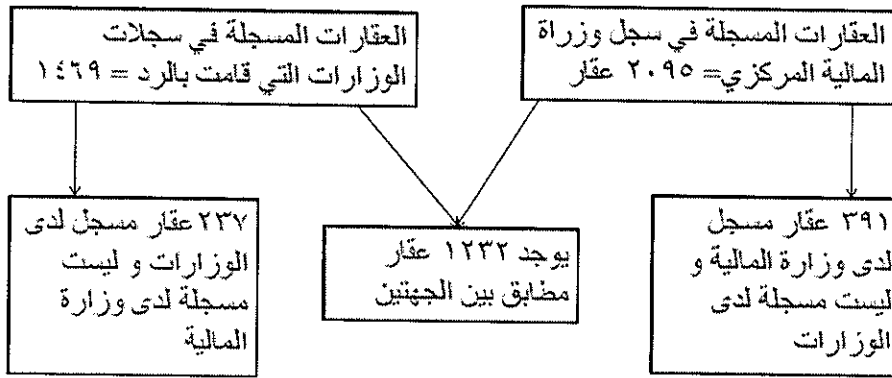 العقارات المسجلة في سجل وزراة
المالية المركزي= ٢٠٩٥ عقار
العقارات المسجلة في سجلات
الوزارات التي قامت بالرد = ١٤٦٩
٣٩١ عقار مسجل
لدى وزارة المالية و
ليست مسجلة لدى
الوزارات
يوجد ١٢٣٢ عقار
مطابق بين الجهتين
٢٣٧ عقار مسجل لدى
الوزارات و ليست
مسجلة لدى وزارة
المالية